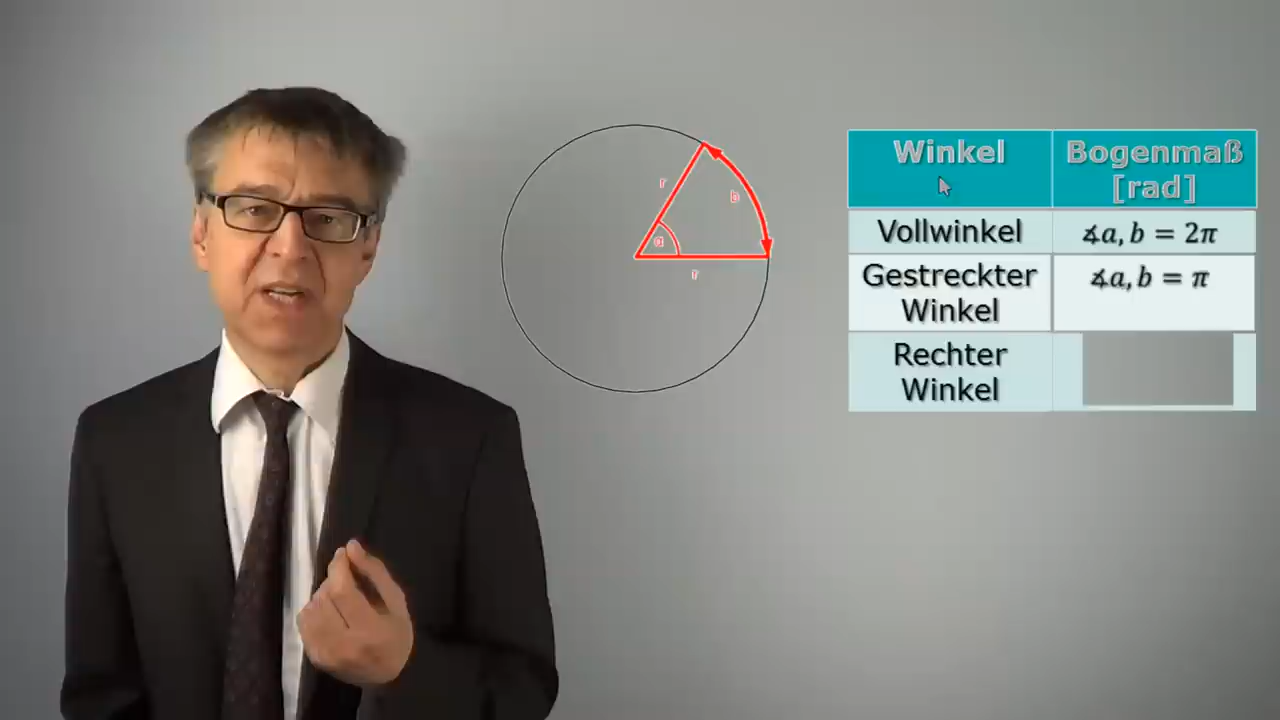 r
b
α
r
Winkel
Bogenmaß
[rad]
Vollwinkel
∡a, b = 2π
Gestreckter
Winkel
∡a, b = π
Rechter
Winkel